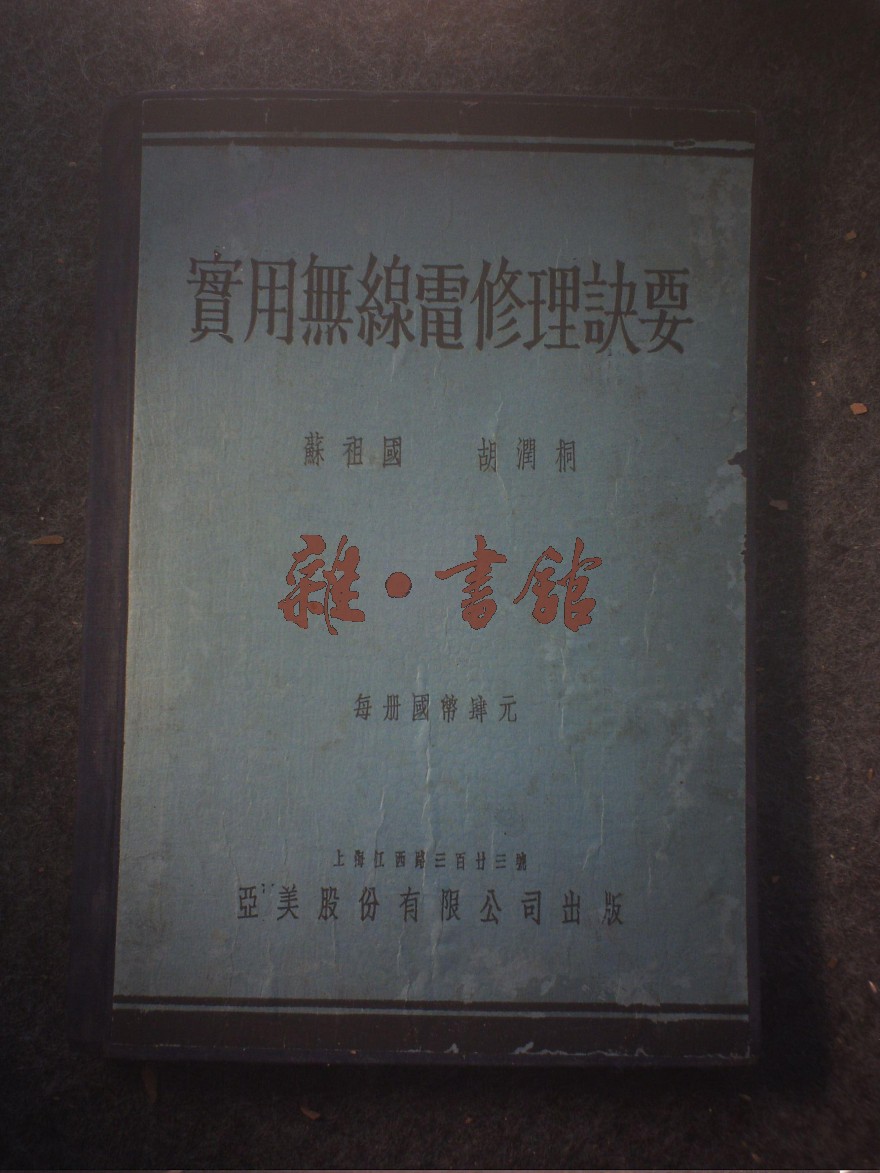 實用無線電修理訣要
蘇祖國 胡潤桐
雜·書館
每册國幣肆元
上海江西路三百廿三號
亞美股份有限公司出版